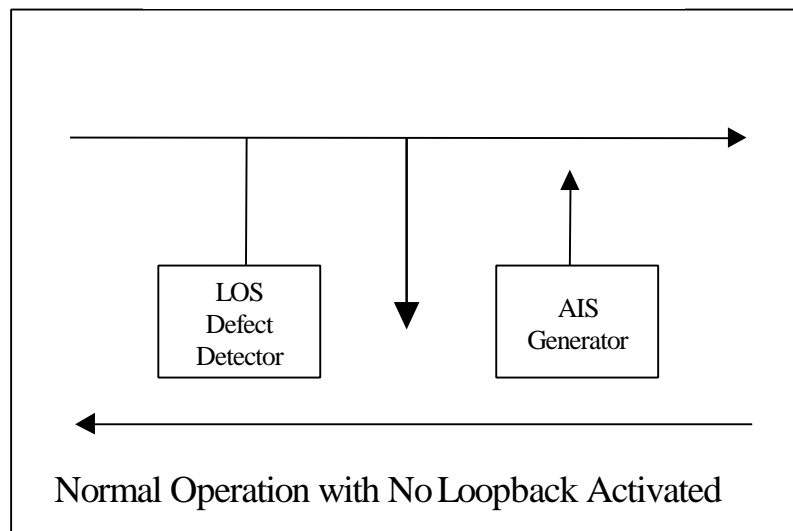 LOS
Defect
Detector
AIS
Generator
Normal Operation with No Loopback Activated